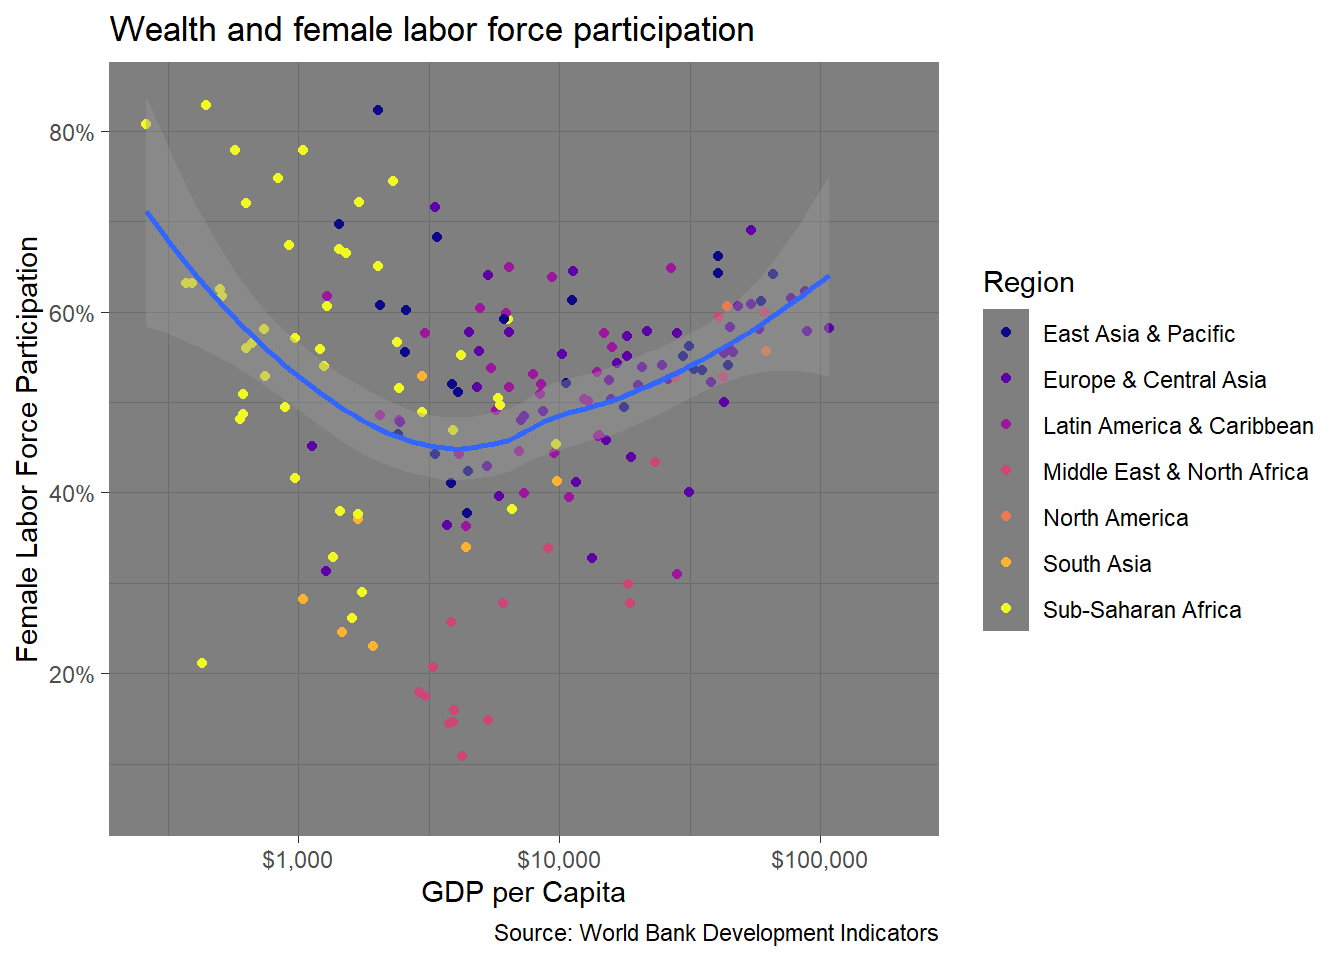 Wealth and female labor force participation
80%
60%
40%
20%
Female Labor Force Participation
$1,000
$10,000
$100,000
GDP per Capita
Source: World Bank Development Indicators
Region
East Asia & Pacific
Europe & Central Asia
Latin America & Caribbean
Middle East & North Africa
North America
South Asia
Sub-Saharan Africa